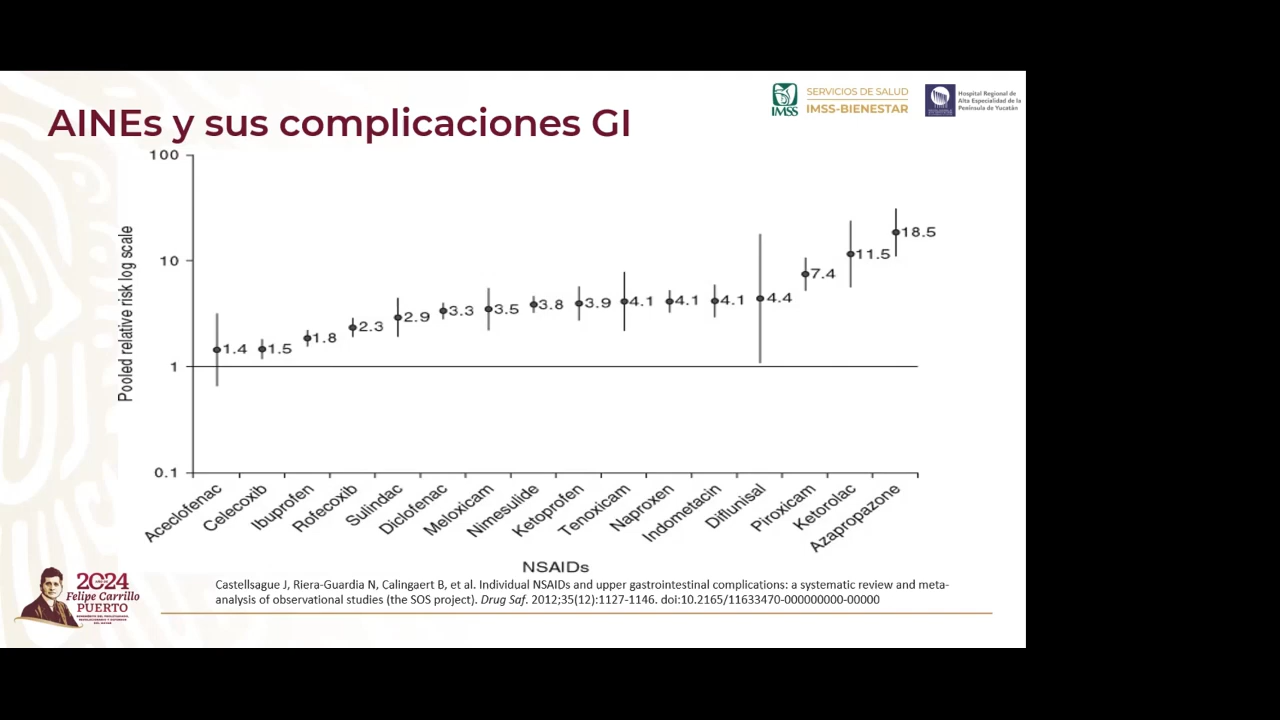 AINEs y sus complicaciones GI
IMSS
SERVICIOS DE SALUD
IMSS-BIENESTAR
Hospital Regional de
Alta Especialidad de la
Península de Yucatán
Pooled relative risk log scale
100
10
1
0.1
1.4
1.5
1.8
2.3
2.9
3.3
3.5
3.8
3.9
4.1
4.1
4.1
4.4
7.4
11.5
18.5
Aceclofenac
Celecoxib
Ibuprofen
Rofecoxib
Sulindac
Diclofenac
Meloxicam
Nimesulide
Ketoprofen
Tenoxicam
Naproxen
Indometacin
Diflunisal
Piroxicam
Ketorolac
Azapropazone
NSAIDs
Castellsague J, Riera-Guardia N, Calingaert B, et al. Individual NSAIDs and upper gastrointestinal complications: a systematic review and meta-
analysis of observational studies (the SOS project). Drug Saf. 2012;35(12):1127-1146. doi:10.2165/11633470-000000000-00000
2024
Felipe Carrillo
PUERTO